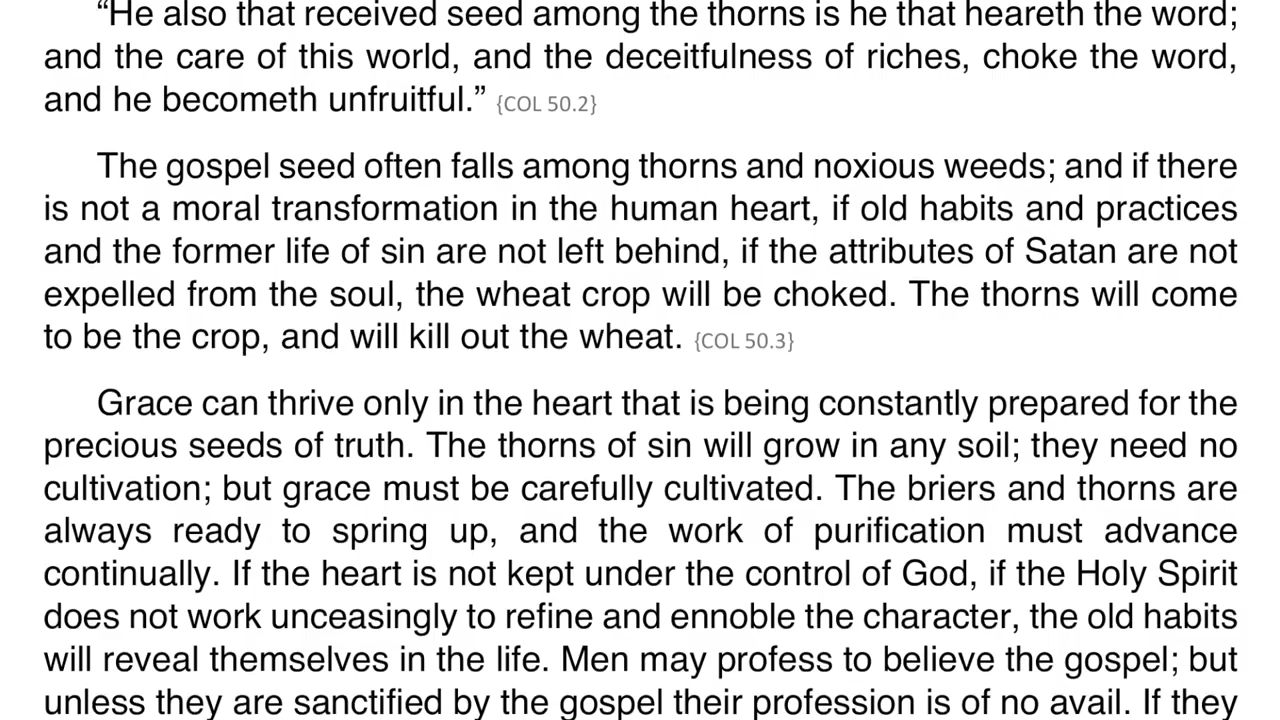 “He also that received seed among the thorns is he that heareth the word;
and the care of this world, and the deceitfulness of riches, choke the word,
and he becometh unfruitful.” {COL 50.2}
The gospel seed often falls among thorns and noxious weeds; and if there
is not a moral transformation in the human heart, if old habits and practices
and the former life of sin are not left behind, if the attributes of Satan are not
expelled from the soul, the wheat crop will be choked. The thorns will come
to be the crop, and will kill out the wheat. {COL 50.3}
Grace can thrive only in the heart that is being constantly prepared for the
precious seeds of truth. The thorns of sin will grow in any soil; they need no
cultivation; but grace must be carefully cultivated. The briers and thorns are
always ready to spring up, and the work of purification must advance
continually. If the heart is not kept under the control of God, if the Holy Spirit
does not work unceasingly to refine and ennoble the character, the old habits
will reveal themselves in the life. Men may profess to believe the gospel; but
unless they are sanctified by the gospel their profession is of no avail. If they